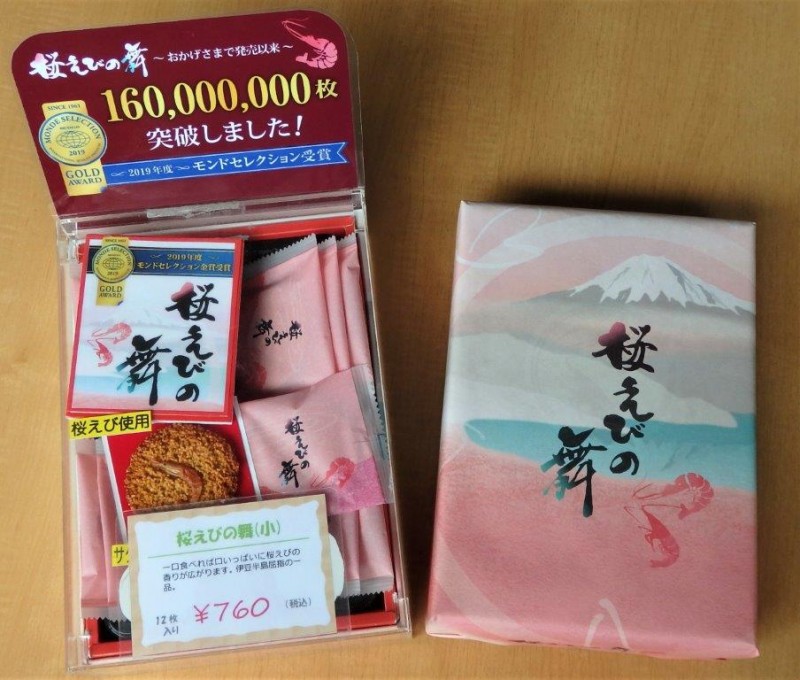 桜えびの舞 ～おかげさまで発売以来～
160,000,000枚
突破しました！
SINCE 1961
MONDE SELECTION
2019
GOLD
AWARD
2019年度 モンドセレクション受賞
2019年度
モンドセレクション金賞受賞
MONDE SELECTION
2019
GOLD
AWARD
桜えびの
舞
桜えび使用
桜えびの
舞
桜えびの
舞
サク
桜えびの舞(小)
一口食べれば口いっぱいに桜えびの
香りが広がります。伊豆半島屈指の一
品。
12枚
入り
￥760 (税込)
桜えびの
舞